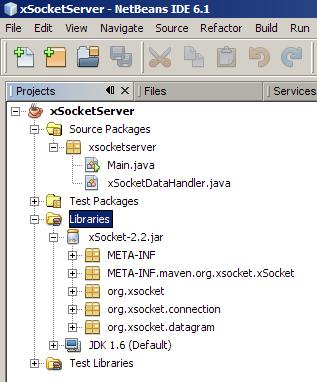 xSocketServer - NetBeans IDE 6.1
File Edit View Navigate Source Refactor Build Run
Projects Files Services
xSocketServer
Source Packages
xsocketserver
Main.java
xSocketDataHandler.java
Test Packages
Libraries
xSocket-2.2.jar
META-INF
META-INF.maven.org.xsocket.xSocket
org.xsocket
org.xsocket.connection
org.xsocket.datagram
JDK 1.6 (Default)
Test Libraries